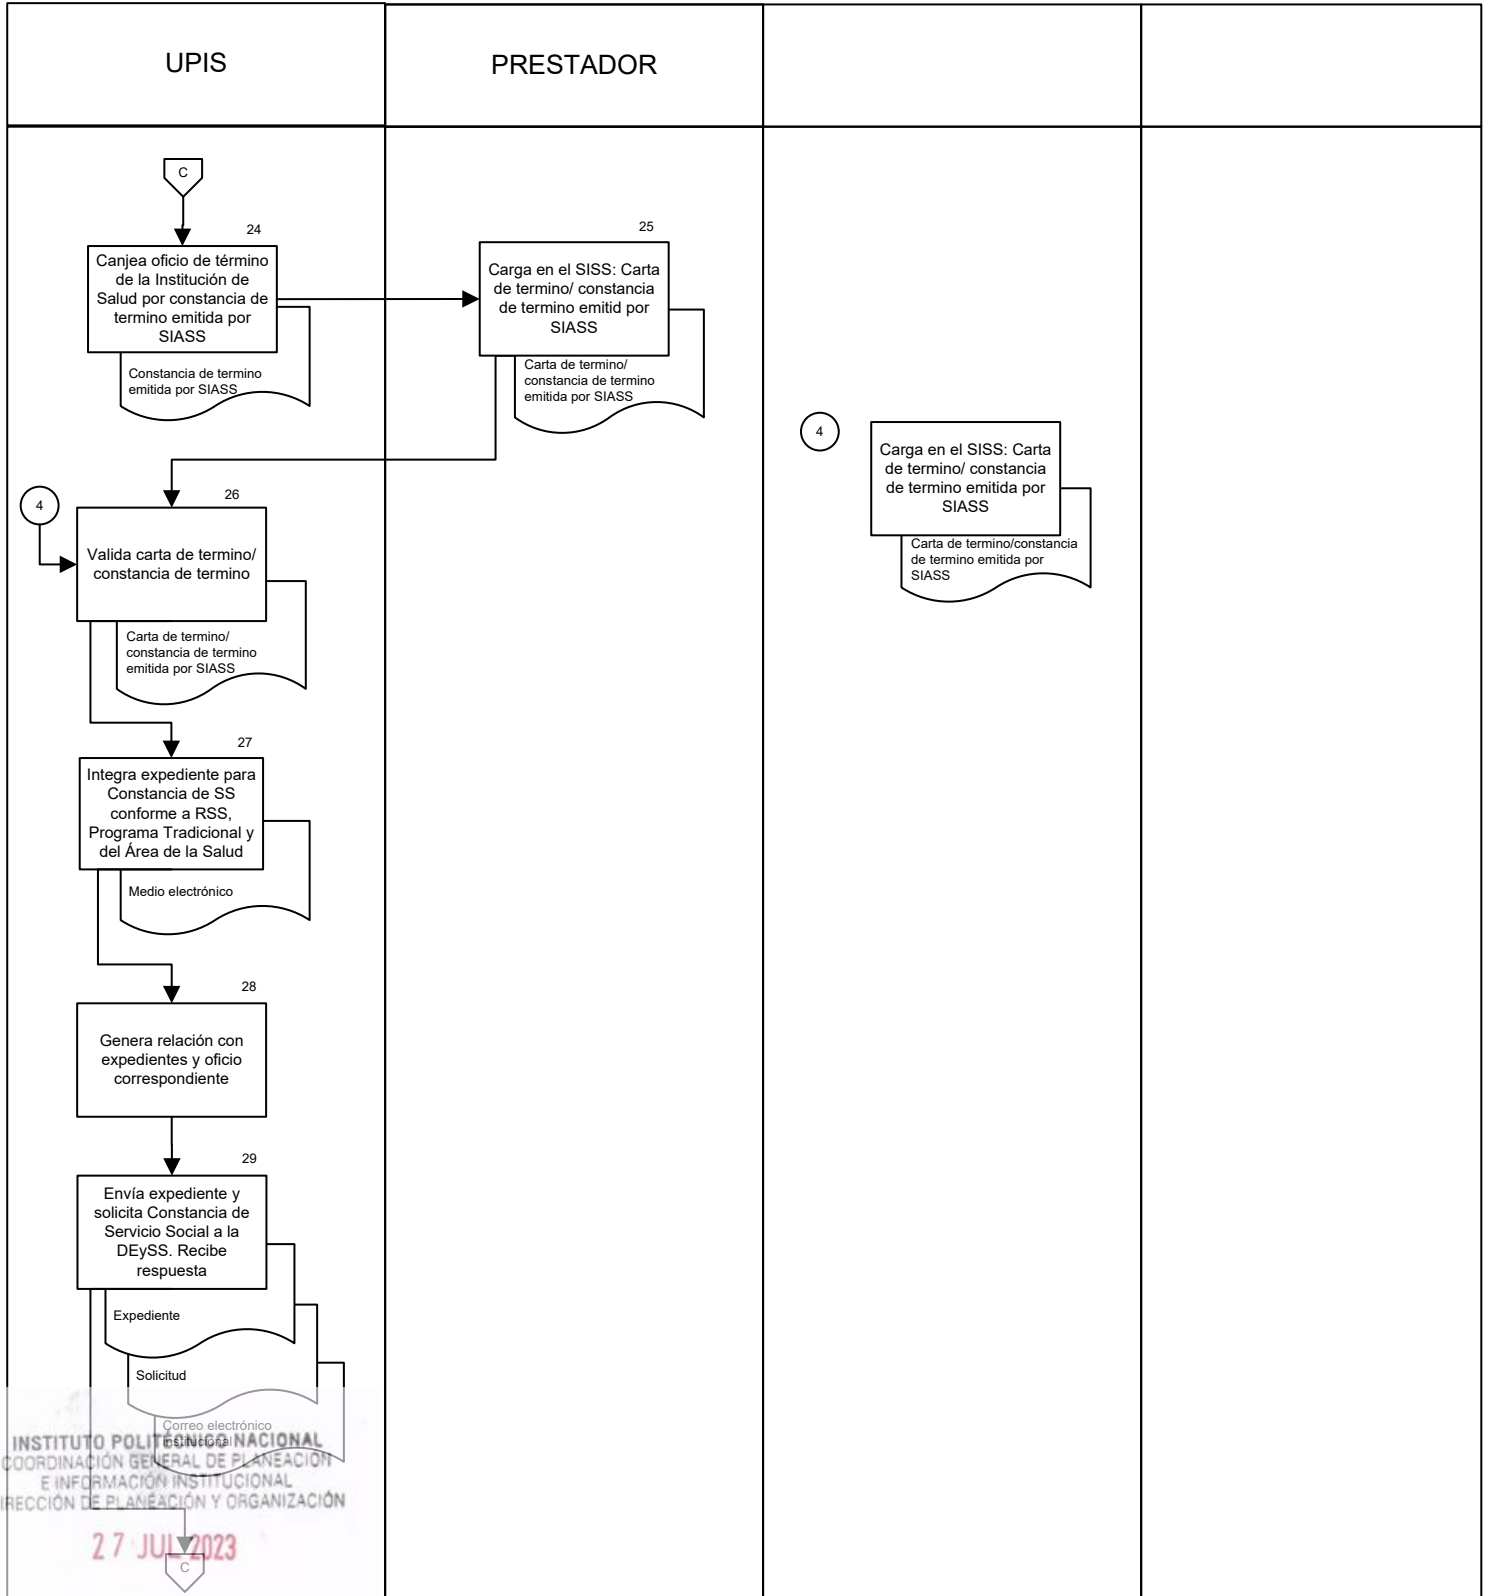 UPIS
PRESTADOR
C
24
Canjea oficio de término
de la Institución de
Salud por constancia de
termino emitida por
SIASS
Constancia de termino
emitida por SIASS
25
Carga en el SISS: Carta
de termino/ constancia
de termino emitid por
SIASS
Carta de termino/
constancia de termino
emitida por SIASS
4
Carga en el SISS: Carta
de termino/ constancia
de termino emitida por
SIASS
Carta de termino/constancia
de termino emitida por
SIASS
4
26
Valida carta de termino/
constancia de termino
Carta de termino/
constancia de termino
emitida por SIASS
27
Integra expediente para
Constancia de SS
conforme a RSS,
Programa Tradicional y
del Área de la Salud
Medio electrónico
28
Genera relación con
expedientes y oficio
correspondiente
29
Envía expediente y
solicita Constancia de
Servicio Social a la
DEySS. Recibe
respuesta
Expediente
Solicitud
Correo electrónico
institucional
INSTITUTO POLITÉCNICO NACIONAL
COORDINACIÓN GENERAL DE PLANEACIÓN
E INFORMACIÓN INSTITUCIONAL
IRECCIÓN DE PLANEACIÓN Y ORGANIZACIÓN
27 JUL 2023
C